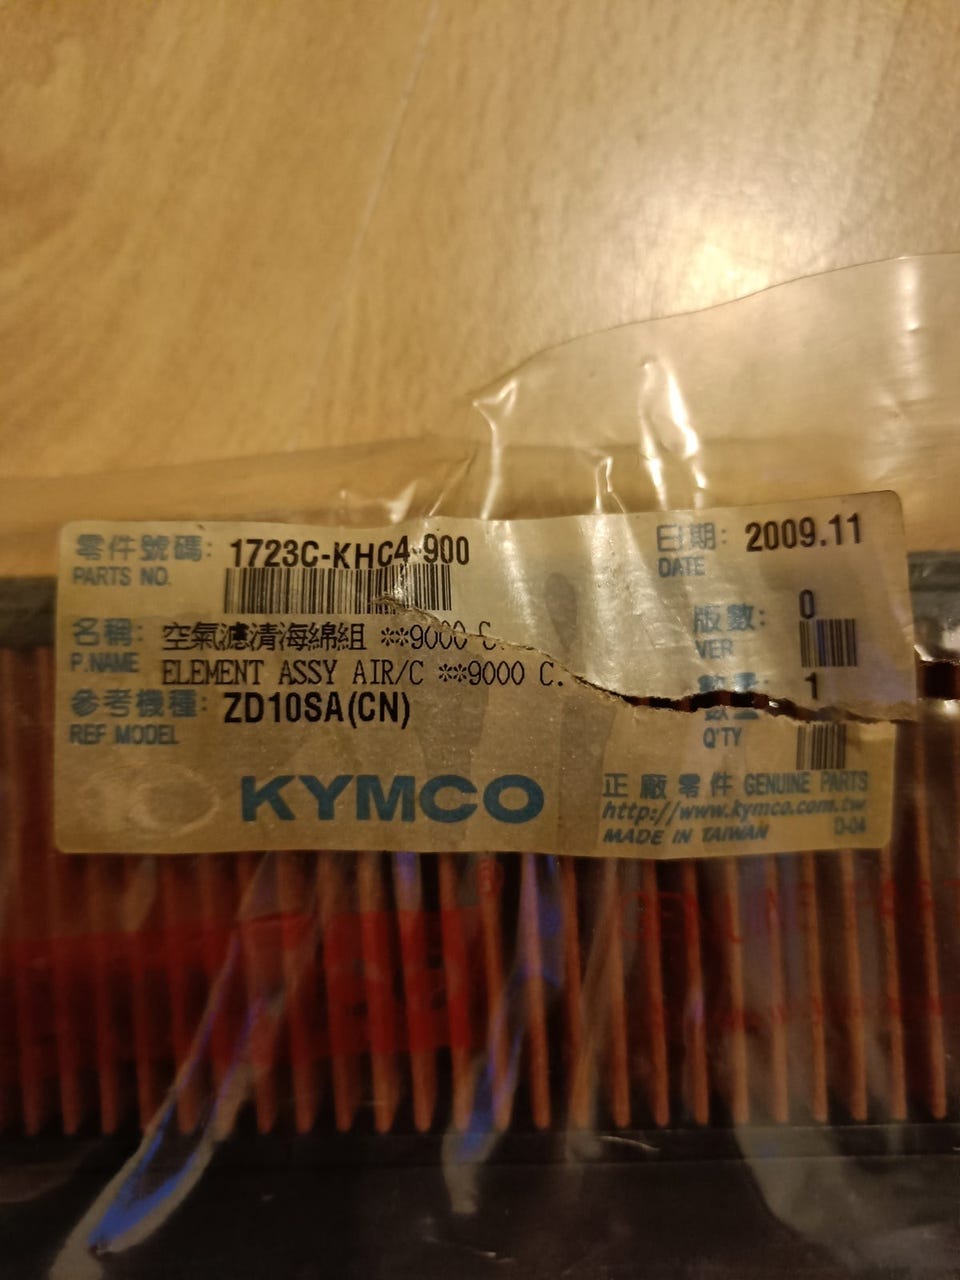 零件號碼: 1723C-KHC4-900
PARTS NO.
日期: 2009.11
DATE
名稱: 空氣濾清海綿組 **9000 C.
P.NAME ELEMENT ASSY AIR/C **9000 C.
版數: 0
VER
參考機種: ZD10SA(CN)
REF MODEL
數量: 1
Q'TY
KYMCO
正廠零件 GENUINE PARTS
http://www.kymco.com.tw
MADE IN TAIWAN D-04